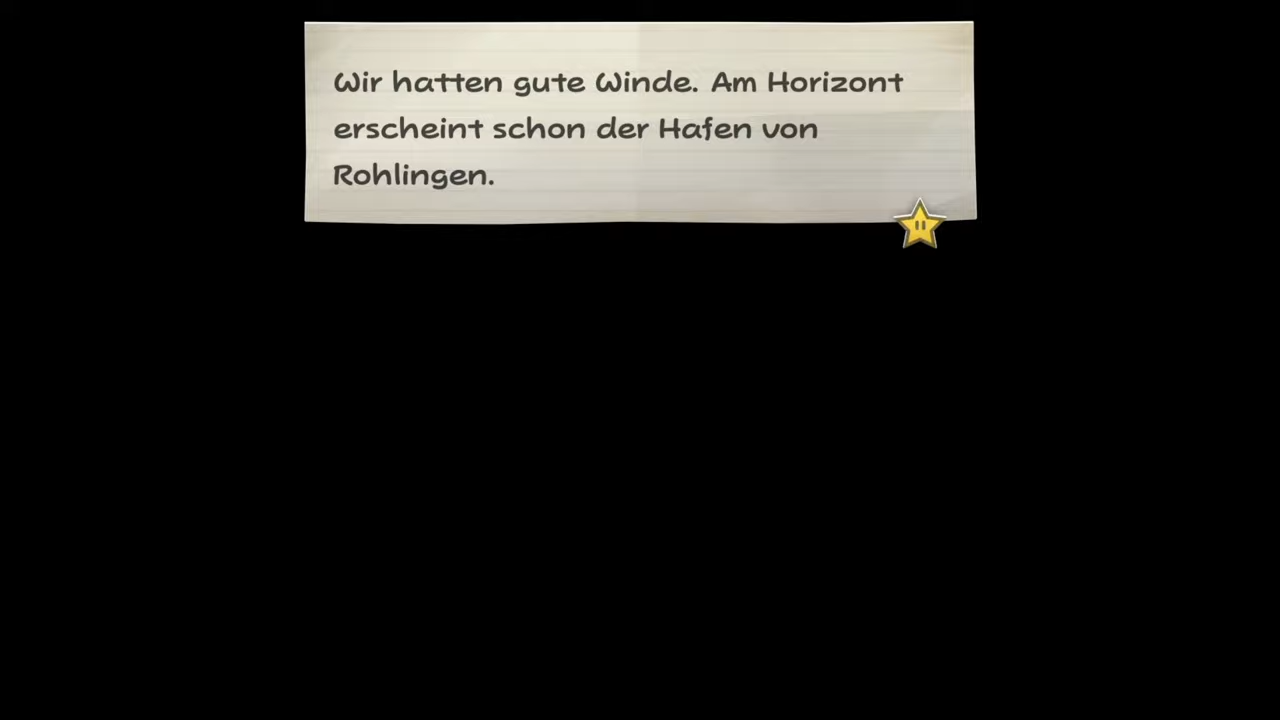 Wir hatten gute Winde. Am Horizont
erscheint schon der Hafen von
Rohlingen.